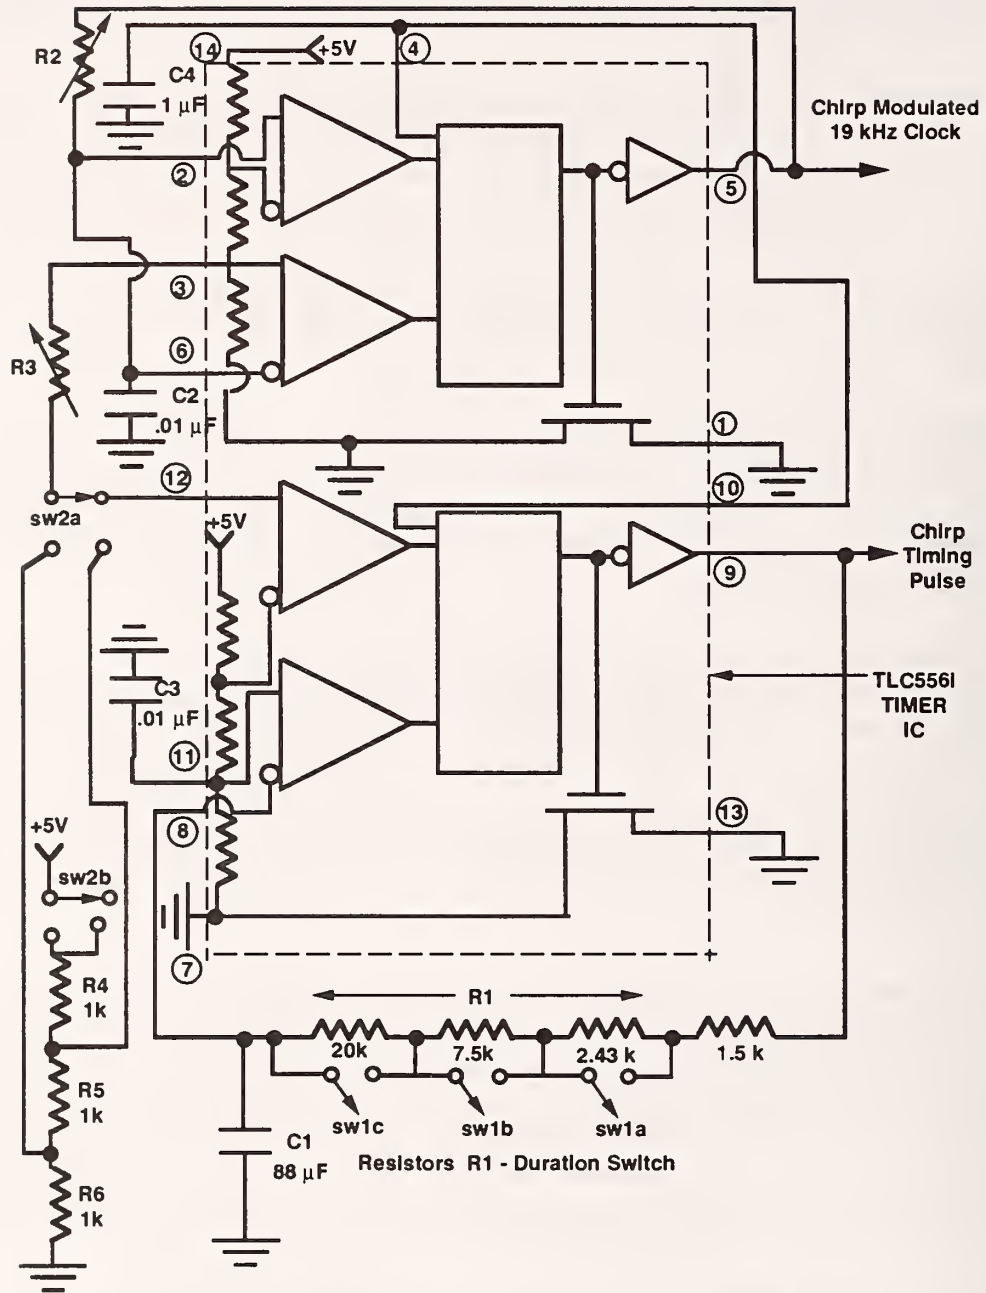 R2
14
+5V
4
C4
1 µF
Chirp Modulated
19 kHz Clock
2
5
3
6
R3
C2
.01 µF
1
12
10
sw2a
+5V
Chirp
Timing
Pulse
9
C3
.01 µF
TLC556I
TIMER
IC
11
8
13
+5V
sw2b
7
R4
1k
R1
20k
7.5k
2.43 k
1.5 k
R5
1k
sw1c
sw1b
sw1a
C1
88 µF
Resistors R1 - Duration Switch
R6
1k